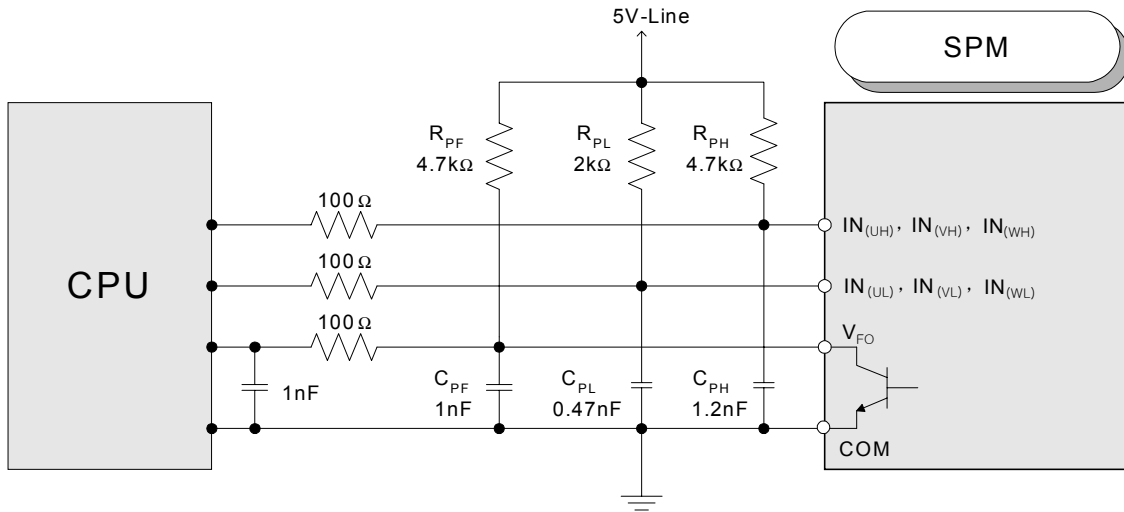 5V-Line
SPM
R_PF
4.7kΩ
R_PL
2kΩ
R_PH
4.7kΩ
100Ω
IN(UH), IN(VH), IN(WH)
CPU
100Ω
IN(UL), IN(VL), IN(WL)
100Ω
V_FO
1nF
C_PF
1nF
C_PL
0.47nF
C_PH
1.2nF
COM